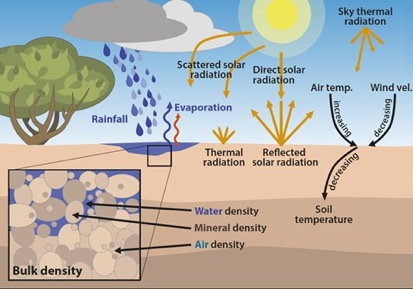 Sky thermal
radiation
Scattered solar
radiation
Direct solar
radiation
Air temp.
Wind vel.
Rainfall
Evaporation
increasing
decreasing
Thermal
radiation
Reflected
solar radiation
decreasing
Soil
temperature
Water density
Mineral density
Air density
Bulk density